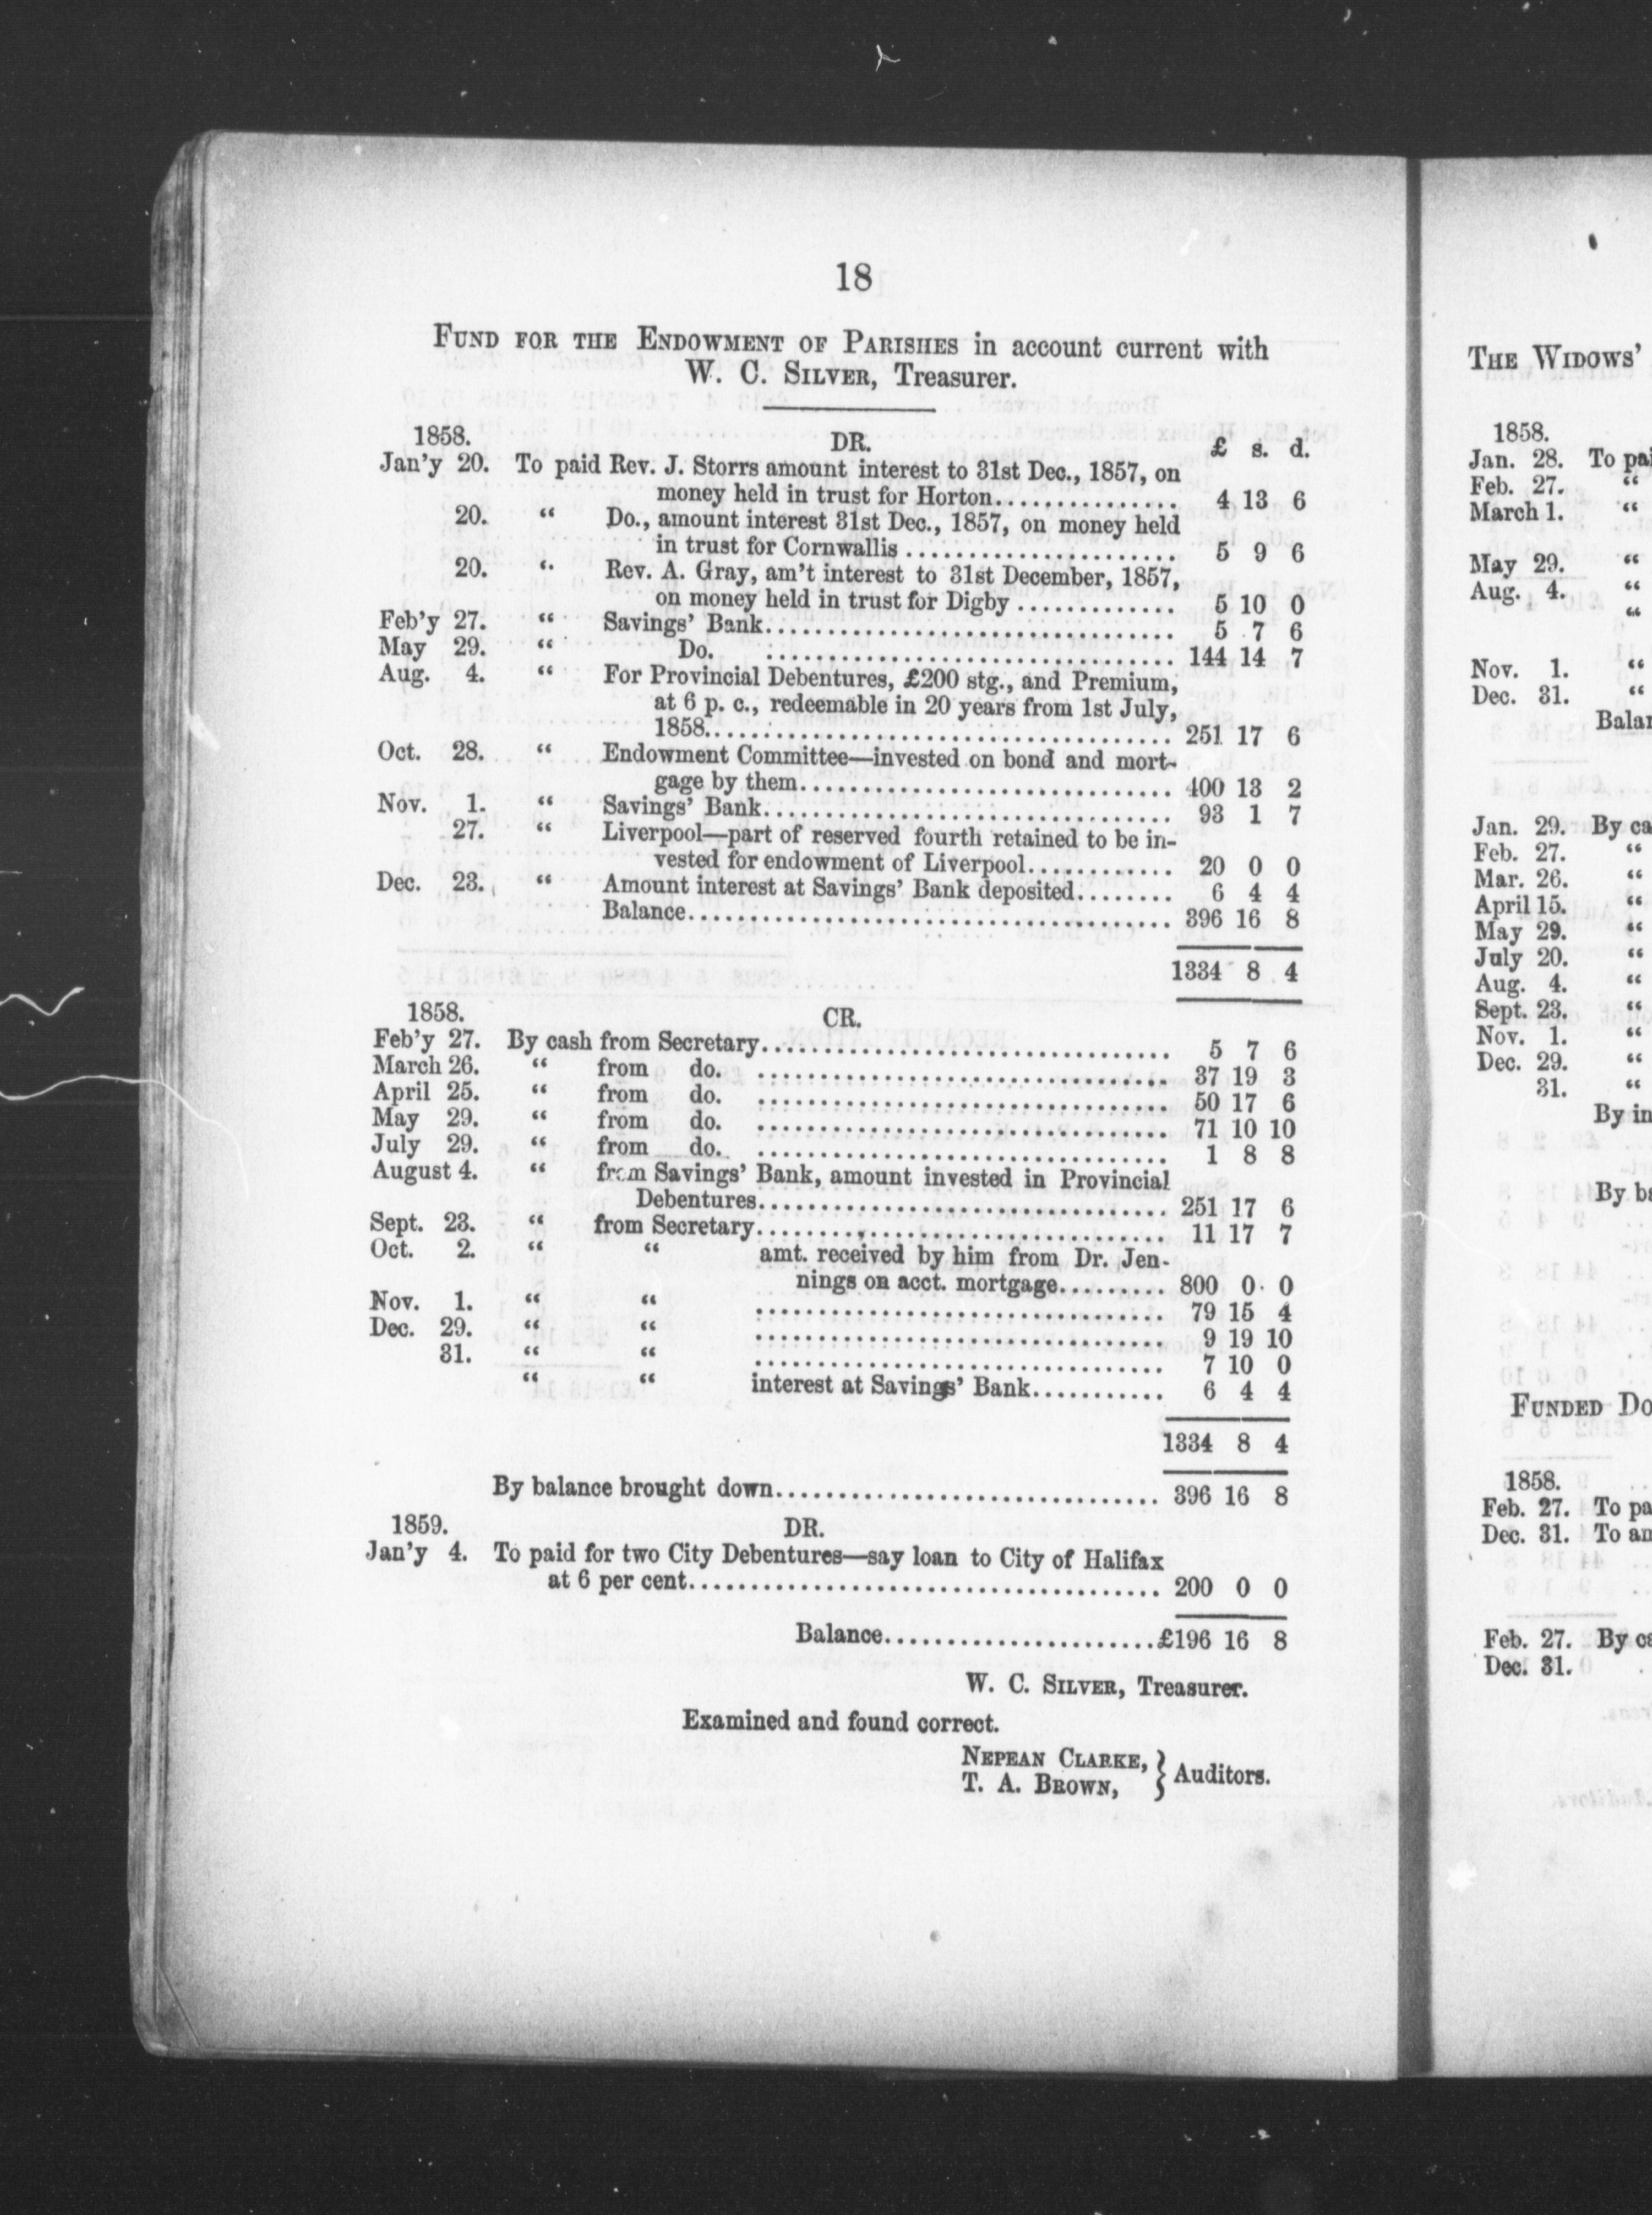 18
FUND FOR THE ENDOWMENT OF PARISHES in account current with
W. C. SILVER, Treasurer.
1858. DR. £ s. d.
Jan'y 20. To paid Rev. J. Storrs amount interest to 31st Dec., 1857, on
money held in trust for Horton................ 4 13 6
20. “ Do., amount interest 31st Dec., 1857, on money held
in trust for Cornwallis ...................... 5 9 6
20. “ Rev. A. Gray, am't interest to 31st December, 1857,
on money held in trust for Digby ............. 5 10 0
Feb'y 27. “ Savings' Bank................................. 5 7 6
May 29. “ Do. ................................. 144 14 7
Aug. 4. “ For Provincial Debentures, £200 stg., and Premium,
at 6 p. c., redeemable in 20 years from 1st July,
1858...................................... 251 17 6
Oct. 28. “ Endowment Committee—invested on bond and mort-
gage by them.............................. 400 13 2
Nov. 1. “ Savings' Bank................................. 93 1 7
27. “ Liverpool—part of reserved fourth retained to be in-
vested for endowment of Liverpool............ 20 0 0
Dec. 23. “ Amount interest at Savings' Bank deposited........ 6 4 4
Balance....................................... 396 16 8
1334 8 4
1858. CR.
Feb'y 27. By cash from Secretary................................. 5 7 6
March 26. “ from do. ................................. 37 19 3
April 25. “ from do. ................................. 50 17 6
May 29. “ from do. ................................. 71 10 10
July 29. “ from do. ................................. 1 8 8
August 4. “ from Savings' Bank, amount invested in Provincial
Debentures................................. 251 17 6
Sept. 23. “ from Secretary................................. 11 17 7
Oct. 2. “ “ amt. received by him from Dr. Jen-
nings on acct. mortgage......... 800 0 0
Nov. 1. “ “ ................................. 79 15 4
Dec. 29. “ “ ................................. 9 19 10
31. “ “ ................................. 7 10 0
“ “ interest at Savings' Bank........... 6 4 4
1334 8 4
By balance brought down............................... 396 16 8
1859. DR.
Jan'y 4. To paid for two City Debentures—say loan to City of Halifax
at 6 per cent...................................... 200 0 0
Balance......................£196 16 8
W. C. SILVER, Treasurer.
Examined and found correct.
NEPEAN CLARKE, } Auditors.
T. A. BROWN,
THE WIDOWS'
1858.
Jan. 28. To pai
Feb. 27. “
March 1. “
May 29. “
Aug. 4. “
“
Nov. 1. “
Dec. 31. “
Balan
Jan. 29. By ca
Feb. 27. “
Mar. 26. “
April 15. “
May 29. “
July 20. “
Aug. 4. “
Sept. 23. “
Nov. 1. “
Dec. 29. “
31. “
By in
By ba
FUNDED DO
1858.
Feb. 27. To pa
Dec. 31. To an
Feb. 27. By ca
Dec. 31.